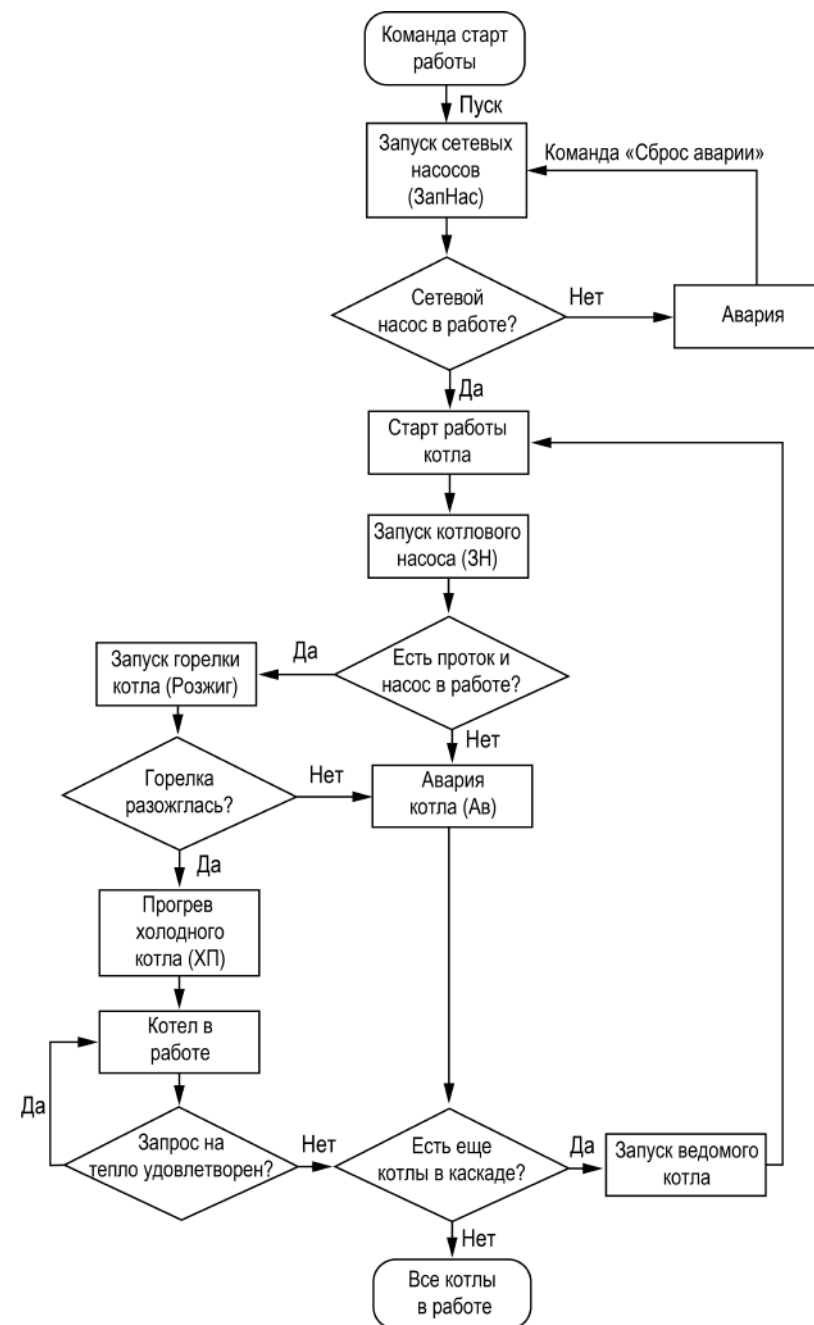 Команда старт
работы
Пуск
Запуск сетевых
насосов
(ЗапНас)
Команда «Сброс аварии»
Сетевой
насос в работе?
Нет
Авария
Да
Старт работы
котла
Запуск котлового
насоса (ЗН)
Есть проток и
насос в работе?
Да
Запуск горелки
котла (Розжиг)
Нет
Горелка
разожглась?
Нет
Авария
котла (Ав)
Да
Прогрев
холодного
котла (ХП)
Котел в
работе
Да
Запрос на
тепло удовлетворен?
Нет
Есть еще
котлы в каскаде?
Да
Запуск ведомого
котла
Нет
Все котлы
в работе